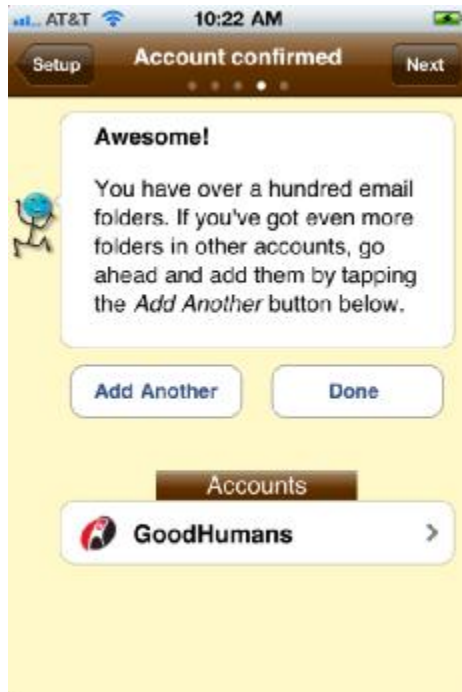 AT&T 10:22 AM
Setup Account confirmed Next
Awesome!
You have over a hundred email
folders. If you've got even more
folders in other accounts, go
ahead and add them by tapping
the Add Another button below.
Add Another Done
Accounts
GoodHumans